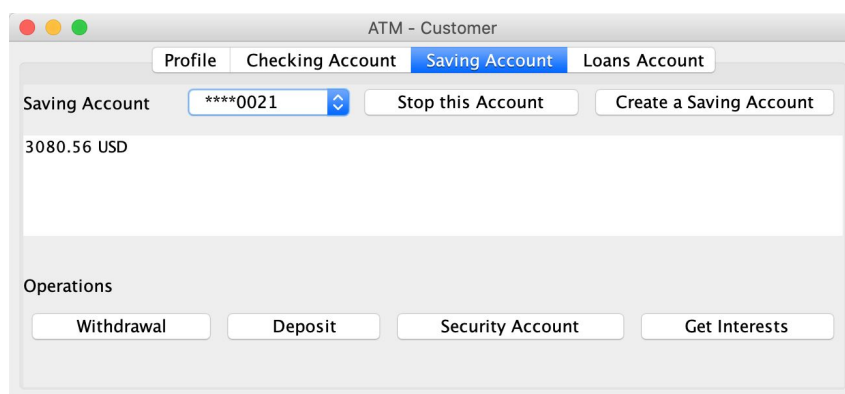 ATM - Customer
Profile Checking Account Saving Account Loans Account
Saving Account ****0021 Stop this Account Create a Saving Account
3080.56 USD
Operations
Withdrawal Deposit Security Account Get Interests